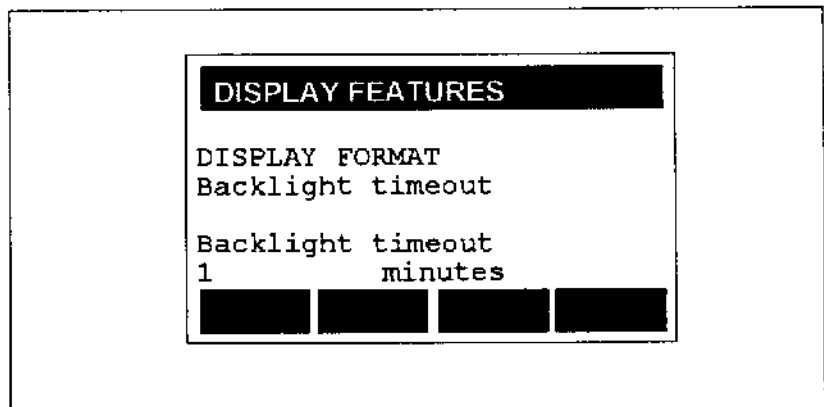 DISPLAY FEATURES
DISPLAY FORMAT
Backlight timeout
Backlight timeout
1 minutes